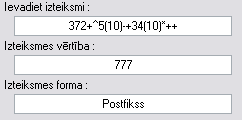 Ievadiet izteiksmi :
372+^5(10)-+34(10)*++
Izteiksmes vērtība :
777
Izteiksmes forma :
Postfikss